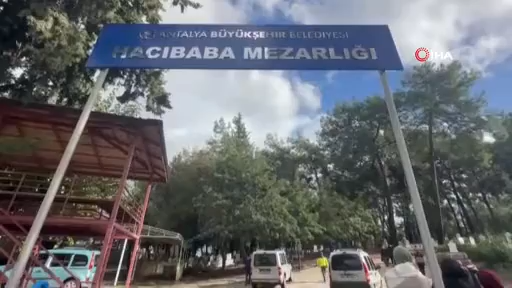 ANTALYA BÜYÜKŞEHİR BELEDİYESİ
HACIBABA MEZARLIĞI
İHA